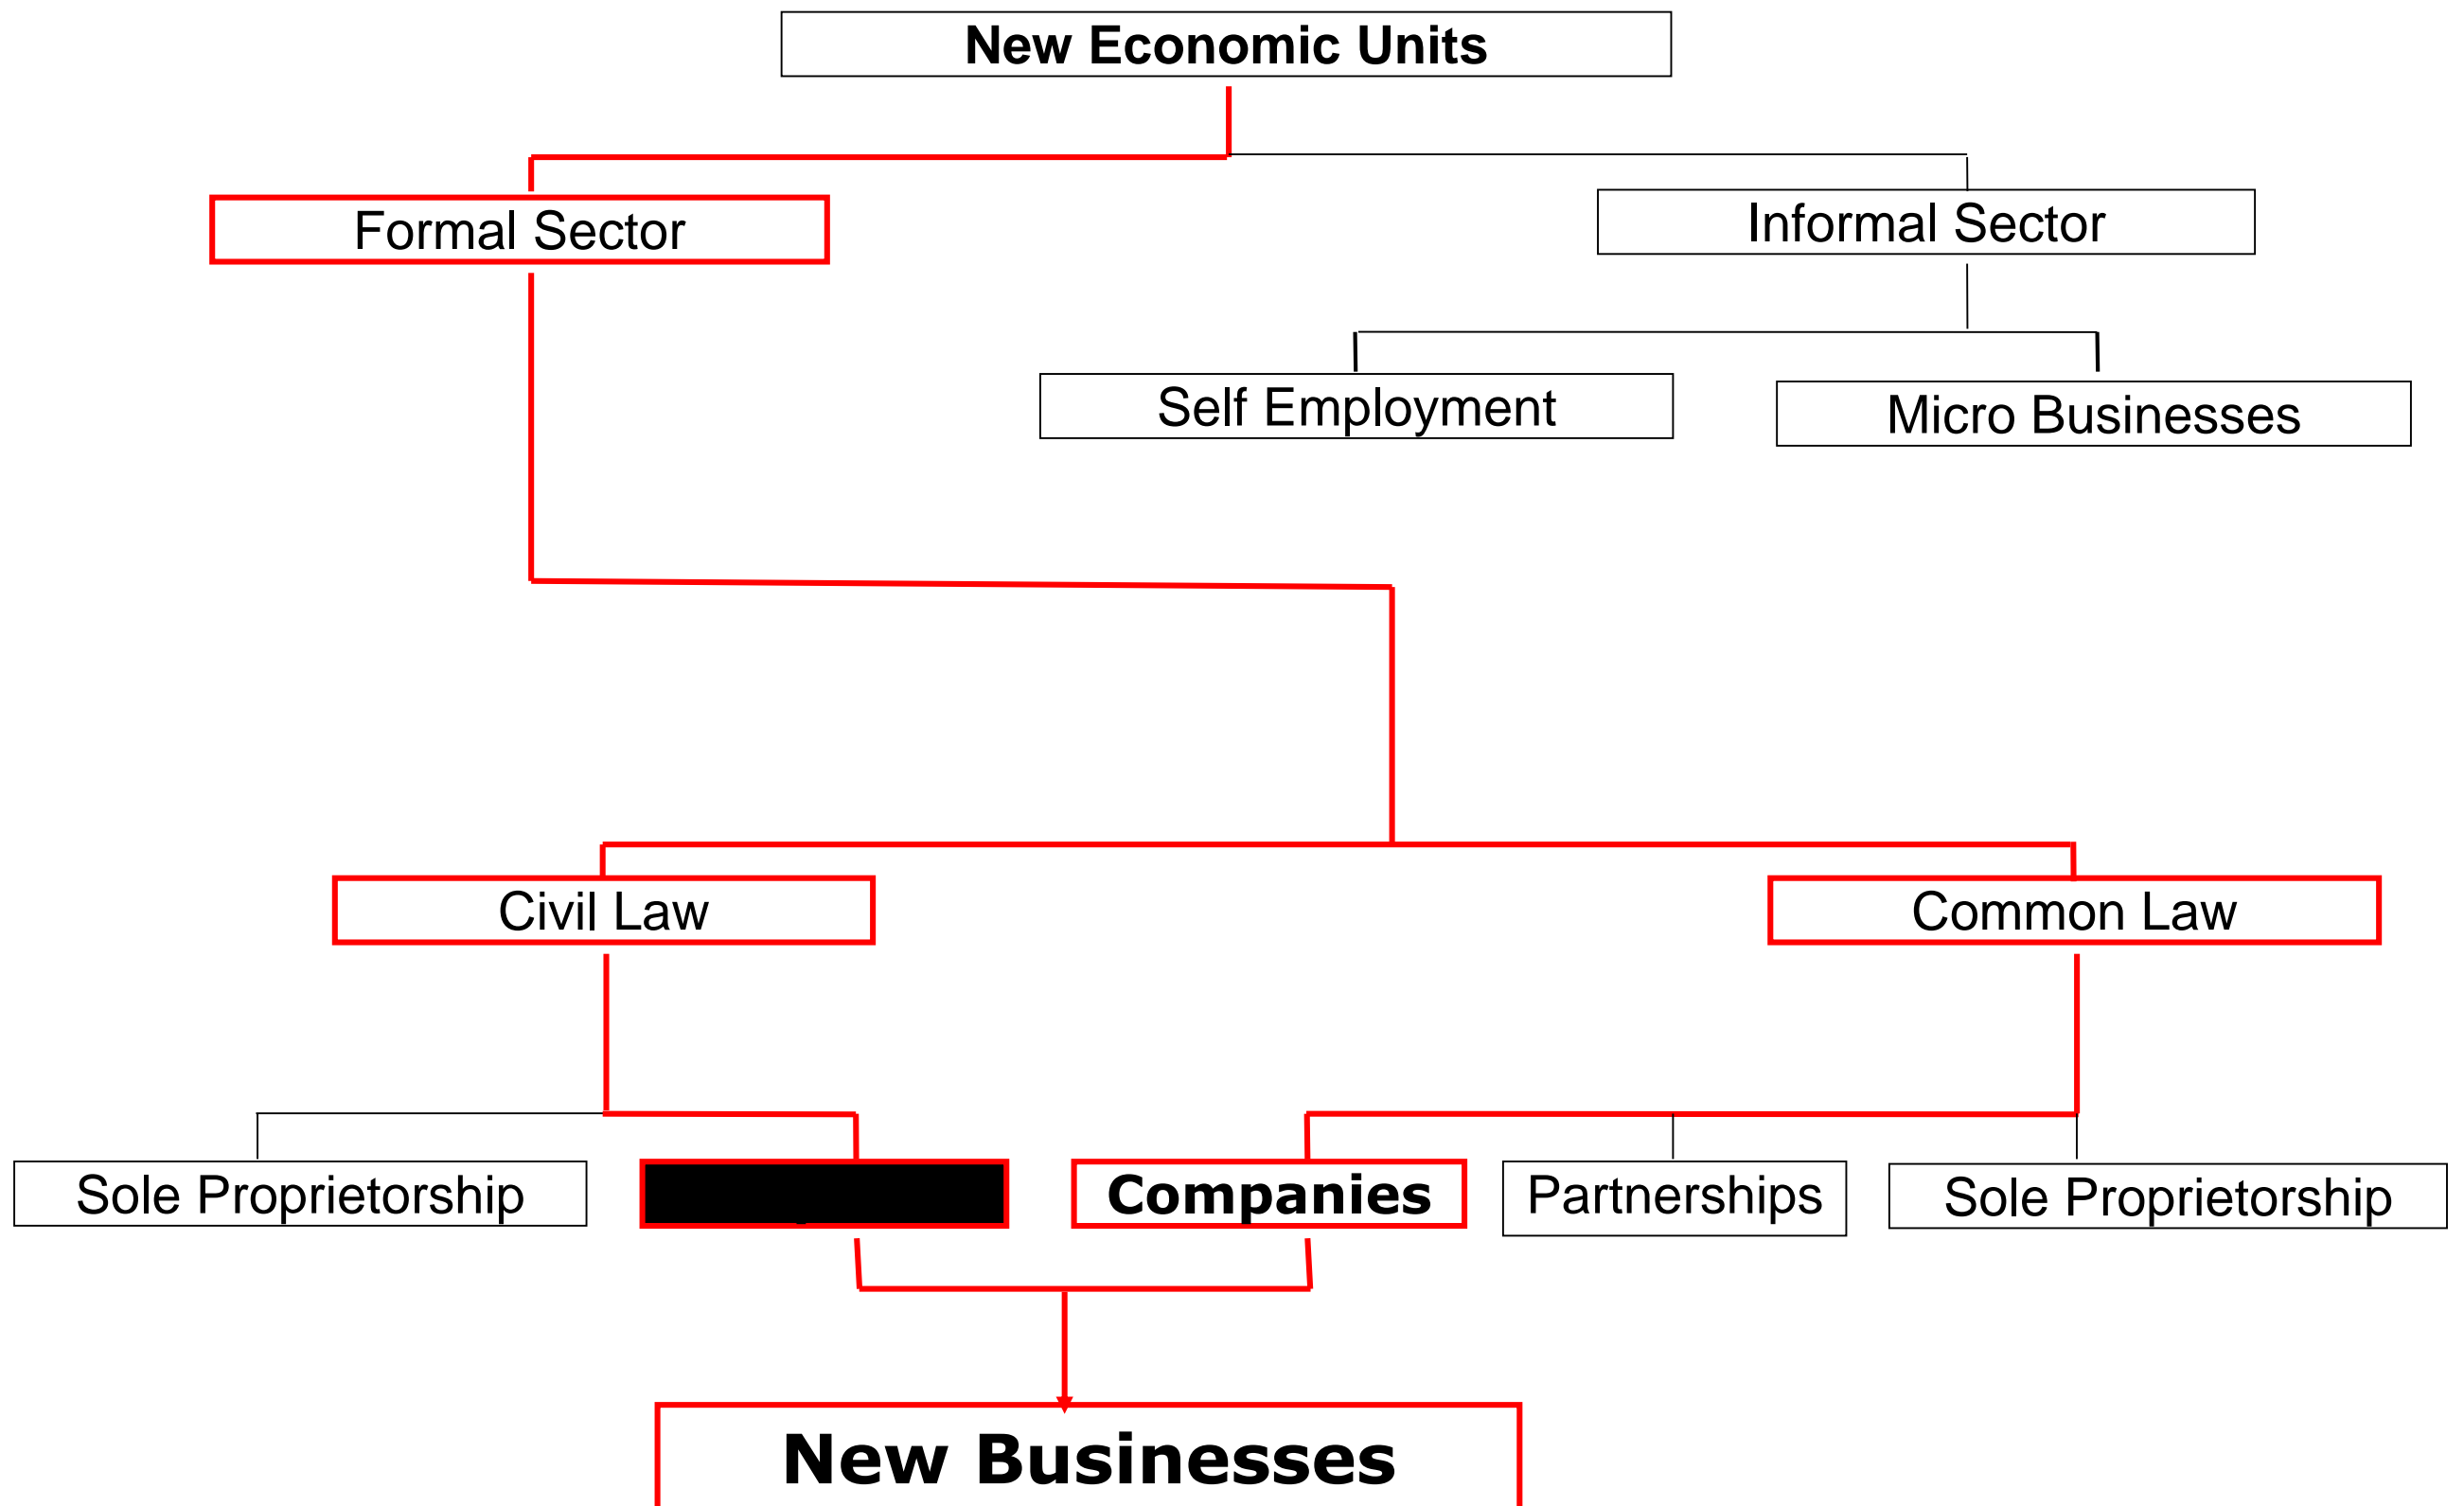 New Economic Units
Formal Sector
Informal Sector
Self Employment
Micro Businesses
Civil Law
Common Law
Sole Proprietorship
Companies
Partnerships
Sole Proprietorship
New Businesses